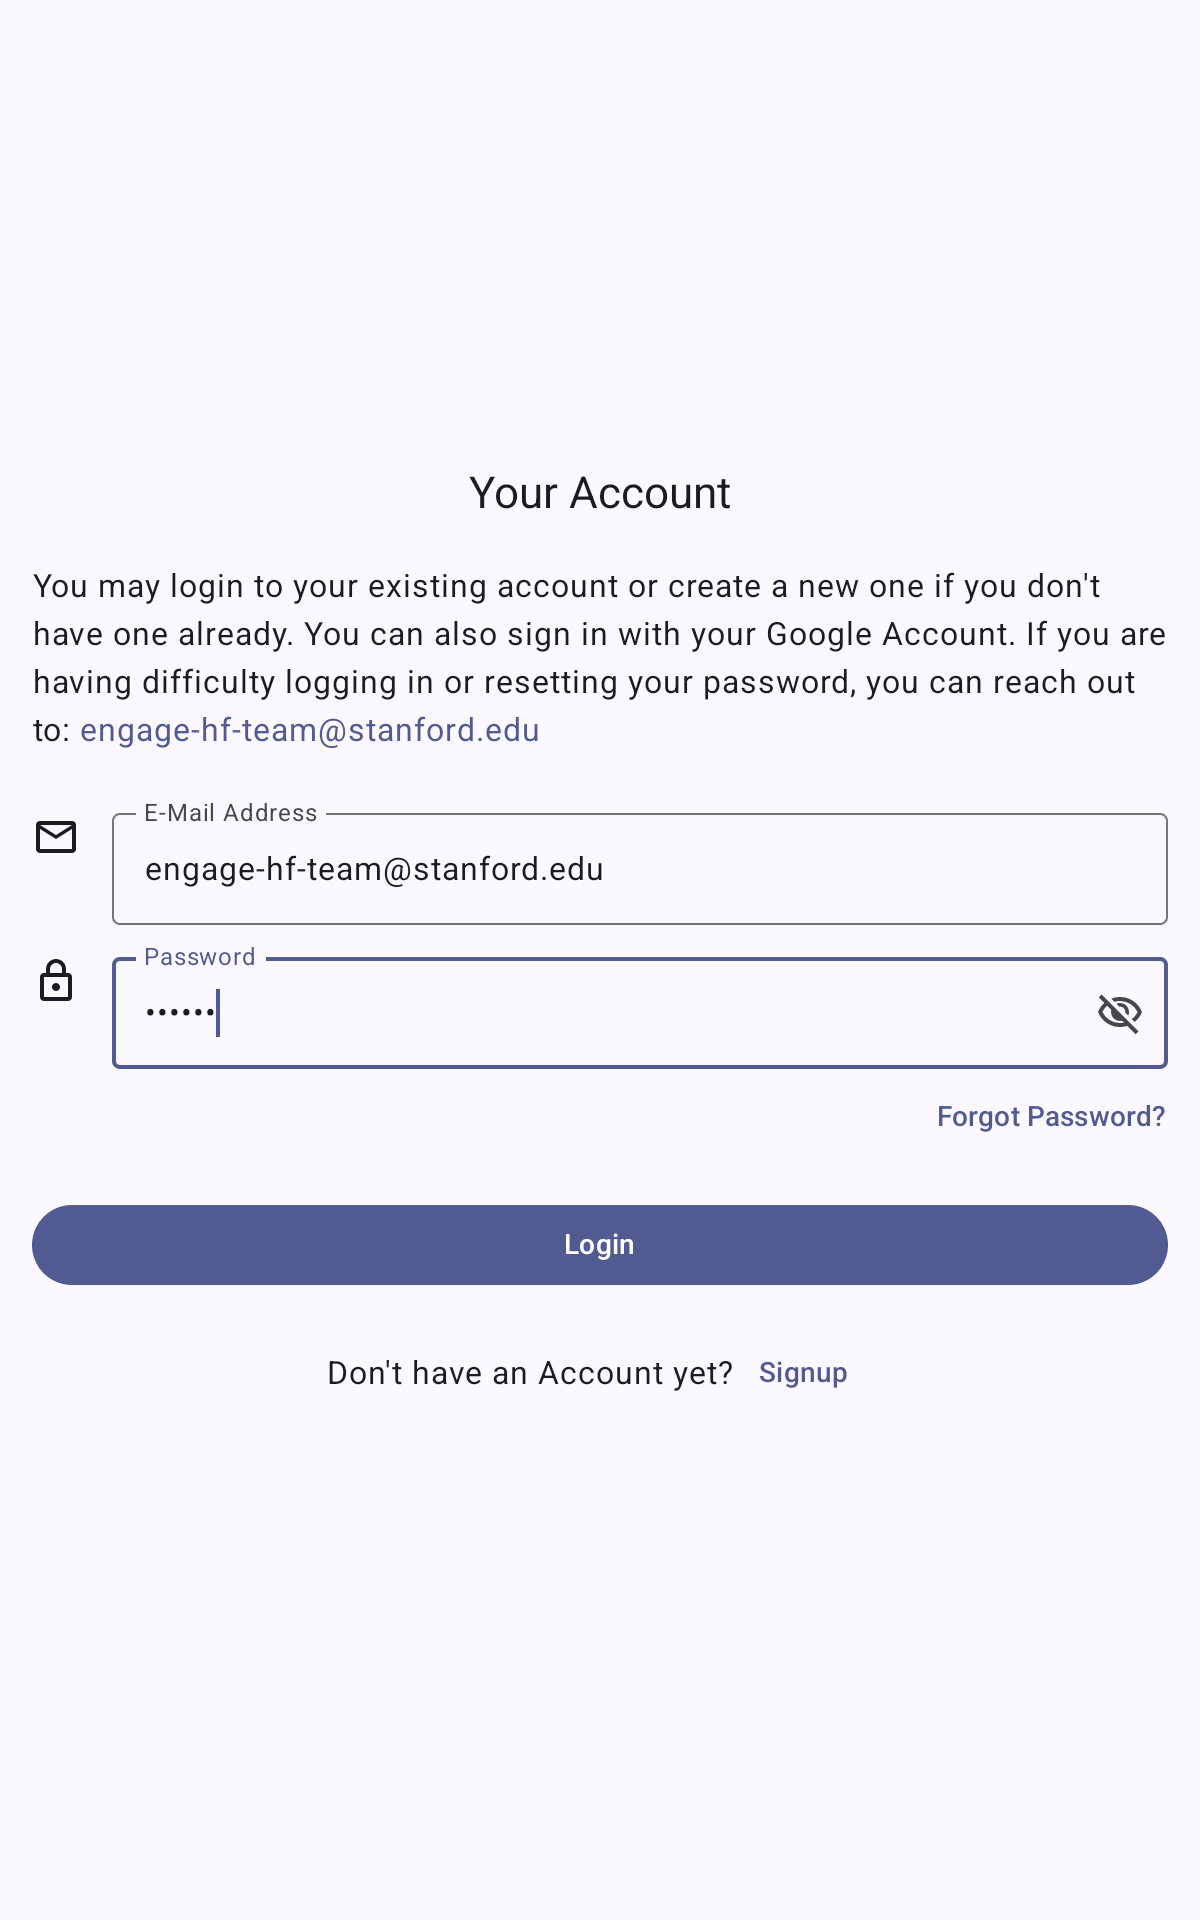 Your Account
You may login to your existing account or create a new one if you don't
have one already. You can also sign in with your Google Account. If you are
having difficulty logging in or resetting your password, you can reach out
to: engage-hf-team@stanford.edu
E-Mail Address
engage-hf-team@stanford.edu
Password
••••••
Forgot Password?
Login
Don't have an Account yet? Signup